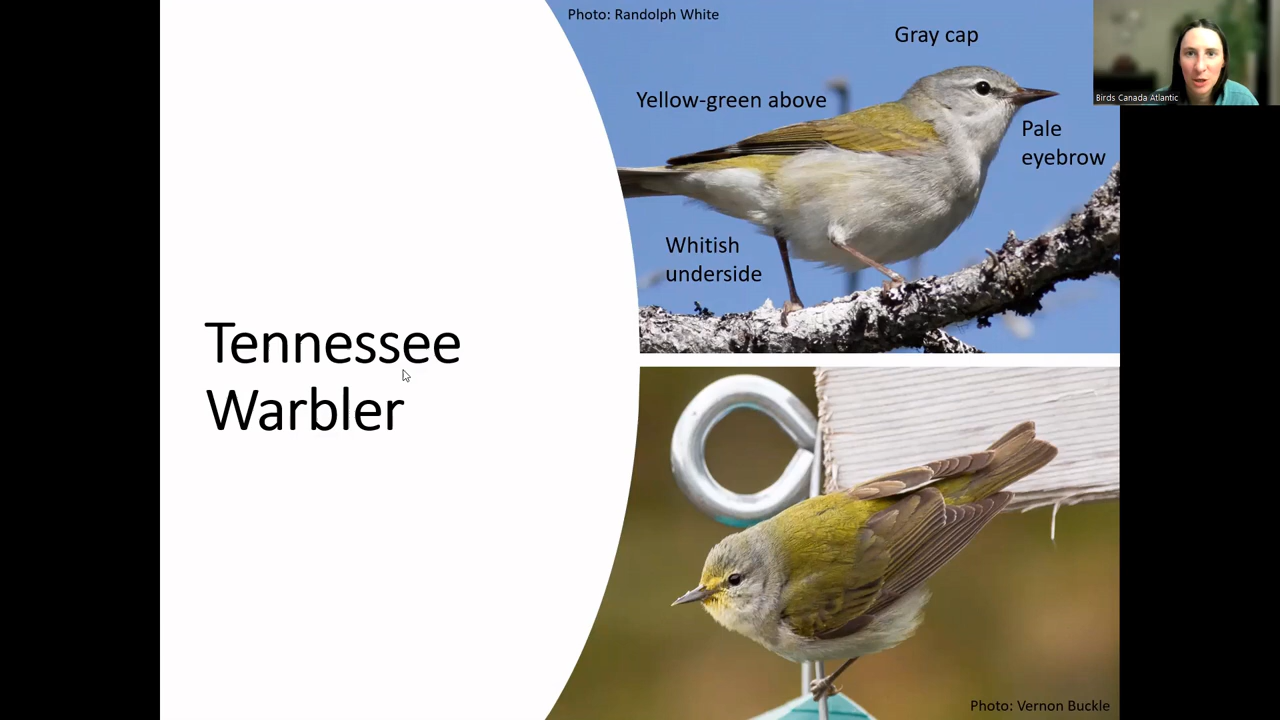 Photo: Randolph White
Gray cap
Yellow-green above
Pale
eyebrow
Whitish
underside
Birds Canada Atlantic
Tennessee
Warbler
Photo: Vernon Buckle